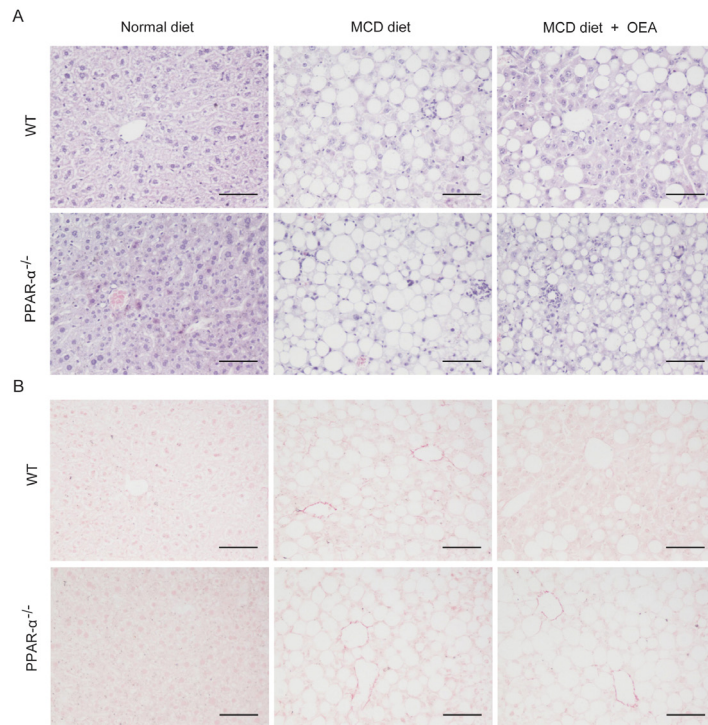 A
Normal diet
MCD diet
MCD diet + OEA
WT
PPAR-α⁻/⁻
B
WT
PPAR-α⁻/⁻